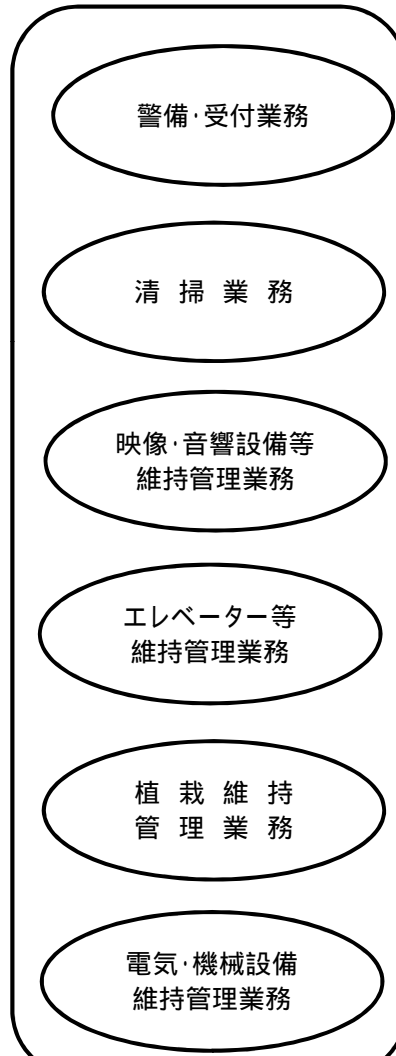 警備･受付業務
清掃業務
映像･音響設備等
維持管理業務
エレベーター等
維持管理業務
植栽維持
管理業務
電気･機械設備
維持管理業務